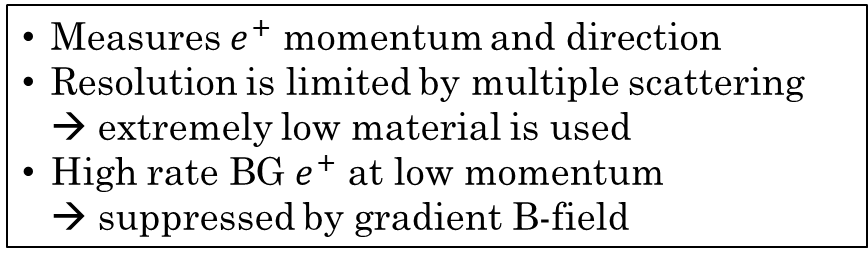 • Measures e⁺ momentum and direction
• Resolution is limited by multiple scattering
→ extremely low material is used
• High rate BG e⁺ at low momentum
→ suppressed by gradient B-field